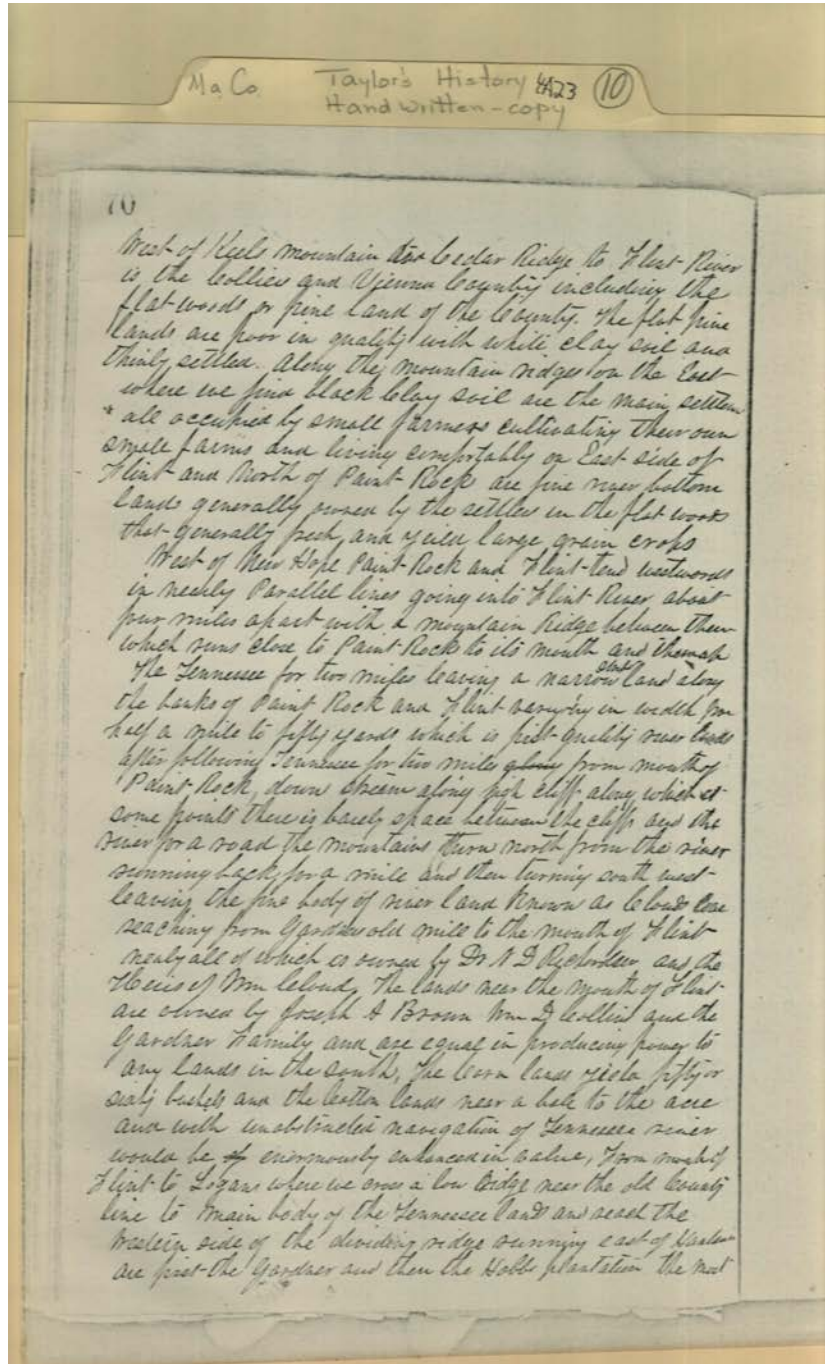 Ma Co Taylor's History 4A23 10
Handwritten - copy
10
West of Keels mountain Cedar Ridge to Flint River
is the Collier and Vienna County including the
flat woods or pine land of the County. The flat pine
lands are poor in quality with white clay soil and
thinly settled. Along the mountain ridges on the East
where we find black Clay soil are the main settlem
all occupied by small farmers cultivating their own
small farms and living comfortably on East side of
Flint and North of Paint Rock are fine river bottom
lands generally owned by the settlers in the flat woods
that generally fresh and yield large grain crops
West of New Hope Paint Rock and Flint tend westwords
in nearly Parallel lines going into Flint River about
four miles apart with a mountain Ridge between them
which runs close to Paint Rock to its mouth and
The Tennessee for two miles leaving a narrow land along
the banks of Paint Rock and Flint varying in width from
half a mile to fifty yards which is first quality river lands
after following Tennessee for two miles along from mouth of
Paint Rock, down stream along high cliff along which at
some points there is barely space between the cliffs and the
river for a road the mountains turn north from the river
running back for a mile and then turning south west
leaving the fine body of river land Known as Clouds Cove
reaching from Gardners old mill to the mouth of Flint
nearly all of which is owned by Dr N D Richardson and the
Heirs of Wm Cloud, The lands near the mouth of Flint
are owned by Joseph A Brown Wm D Collin and the
Gardner Family and are equal in producing power to
any lands in the south, The Corn lands yield fifty or
sixty bushels and the Cotton lands near a bale to the acre
and with unobstructed navigation of Tennessee river
would be enormously enhanced in value, From mouth of
Flint to Logans where we cross a low Ridge near the old County
line to Main body of the Tennessee lands and reach the
Western side of the dividing ridge running east of
are first the Gardner and then the Hobbs plantation the most